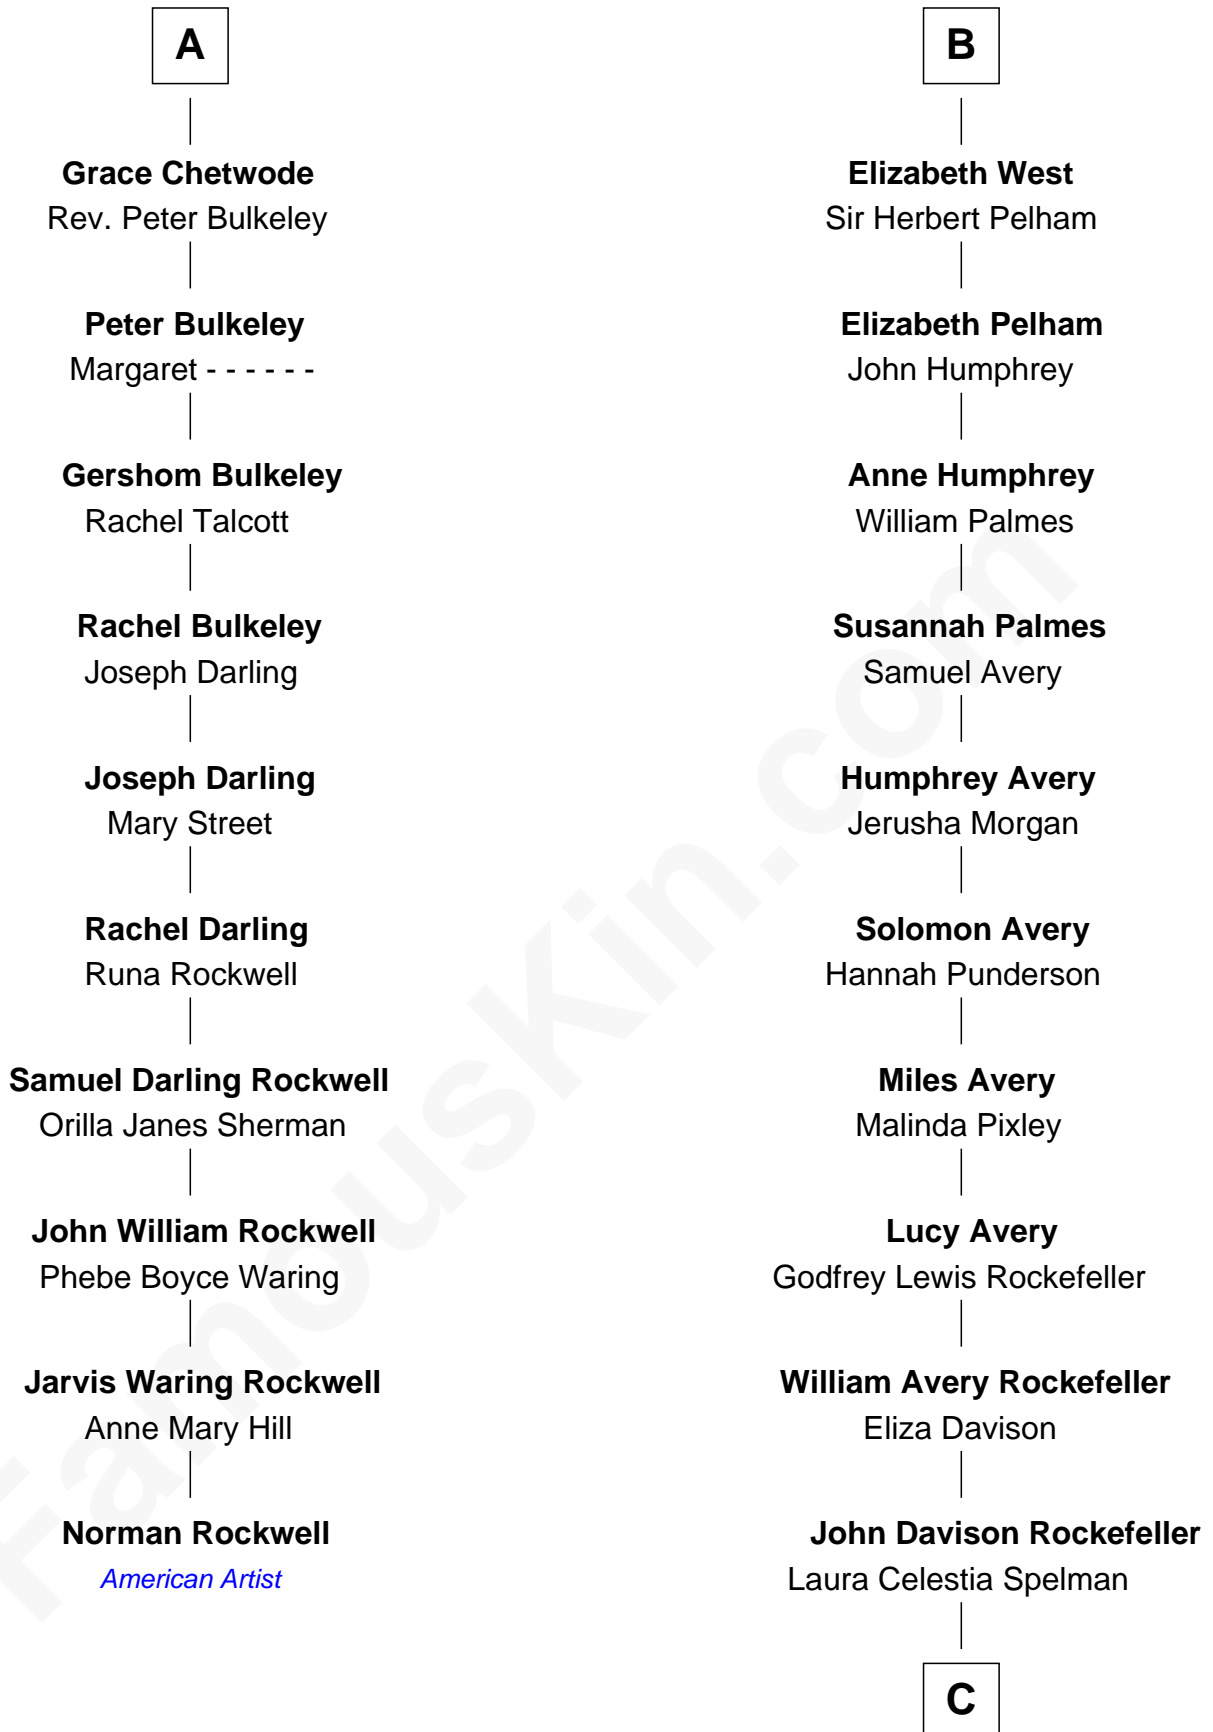 A
Grace Chetwode
Rev. Peter Bulkeley
Peter Bulkeley
Margaret - - - - - -
Gershom Bulkeley
Rachel Talcott
Rachel Bulkeley
Joseph Darling
Joseph Darling
Mary Street
Rachel Darling
Runa Rockwell
Samuel Darling Rockwell
Orilla Janes Sherman
John William Rockwell
Phebe Boyce Waring
Jarvis Waring Rockwell
Anne Mary Hill
Norman Rockwell
American Artist
B
Elizabeth West
Sir Herbert Pelham
Elizabeth Pelham
John Humphrey
Anne Humphrey
William Palmes
Susannah Palmes
Samuel Avery
Humphrey Avery
Jerusha Morgan
Solomon Avery
Hannah Punderson
Miles Avery
Malinda Pixley
Lucy Avery
Godfrey Lewis Rockefeller
William Avery Rockefeller
Eliza Davison
John Davison Rockefeller
Laura Celestia Spelman
C
FamousKin.com